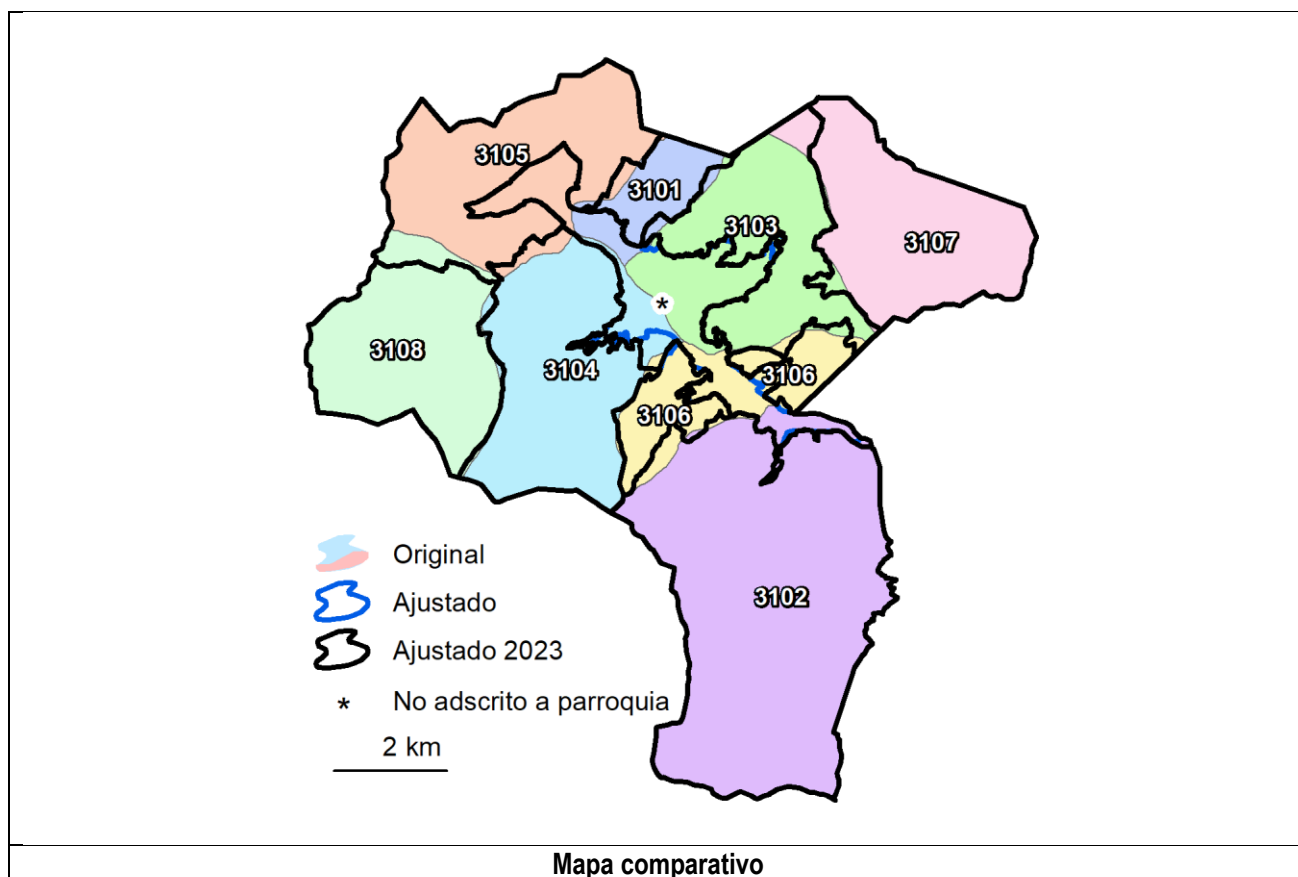 3105
3101
3103
3107
*
3108
3104
3106
3106
3102
Original
Ajustado
Ajustado 2023
* No adscrito a parroquia
2 km
Mapa comparativo